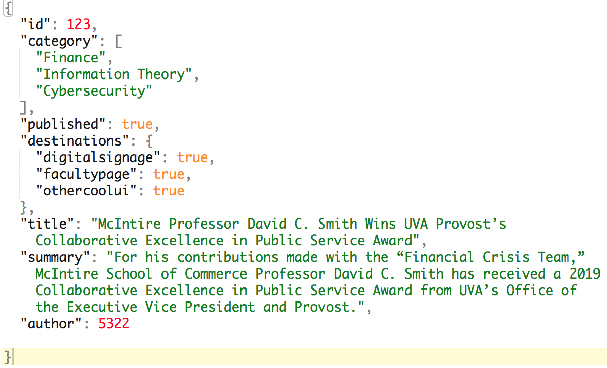 {
"id": 123,
"category": [
"Finance",
"Information Theory",
"Cybersecurity"
],
"published": true,
"destinations": {
"digitalsignage": true,
"facultypage": true,
"othercoolui": true
},
"title": "McIntire Professor David C. Smith Wins UVA Provost’s
Collaborative Excellence in Public Service Award",
"summary": "For his contributions made with the “Financial Crisis Team,”
McIntire School of Commerce Professor David C. Smith has received a 2019
Collaborative Excellence in Public Service Award from UVA’s Office of
the Executive Vice President and Provost.",
"author": 5322
}